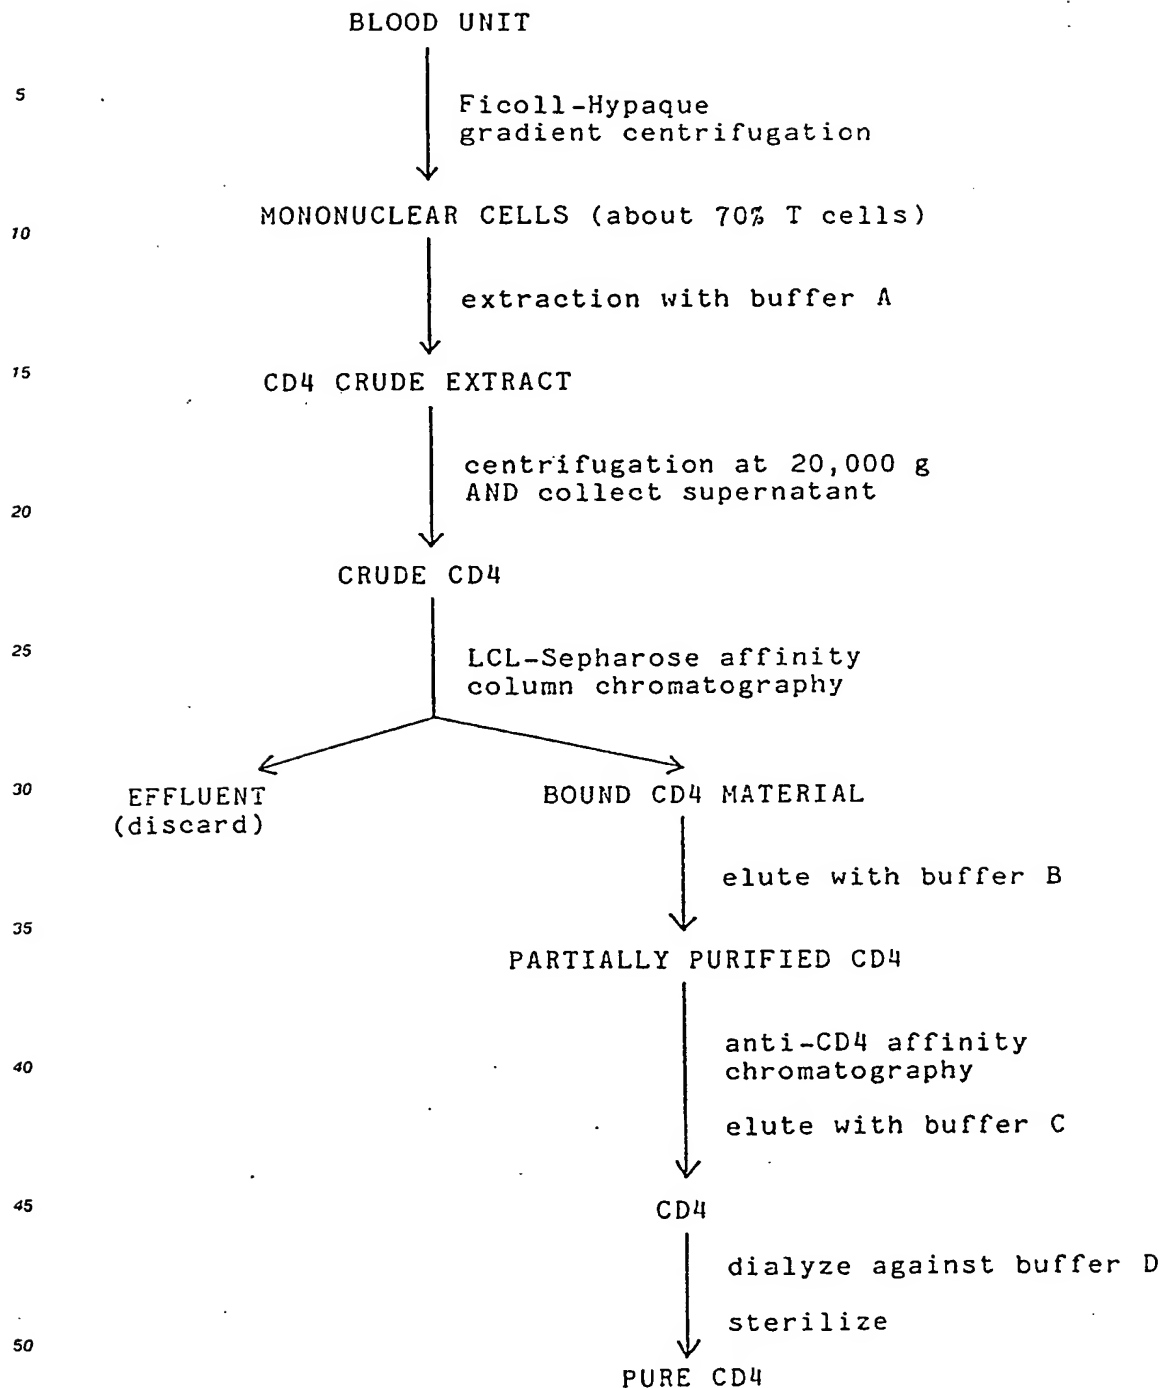 BLOOD UNIT
5
Ficoll-Hypaque
gradient centrifugation
MONONUCLEAR CELLS (about 70% T cells)
10
extraction with buffer A
15
CD4 CRUDE EXTRACT
centrifugation at 20,000 g
AND collect supernatant
20
CRUDE CD4
25
LCL-Sepharose affinity
column chromatography
30
EFFLUENT
(discard)
BOUND CD4 MATERIAL
elute with buffer B
35
PARTIALLY PURIFIED CD4
anti-CD4 affinity
chromatography
40
elute with buffer C
45
CD4
dialyze against buffer D
sterilize
50
PURE CD4